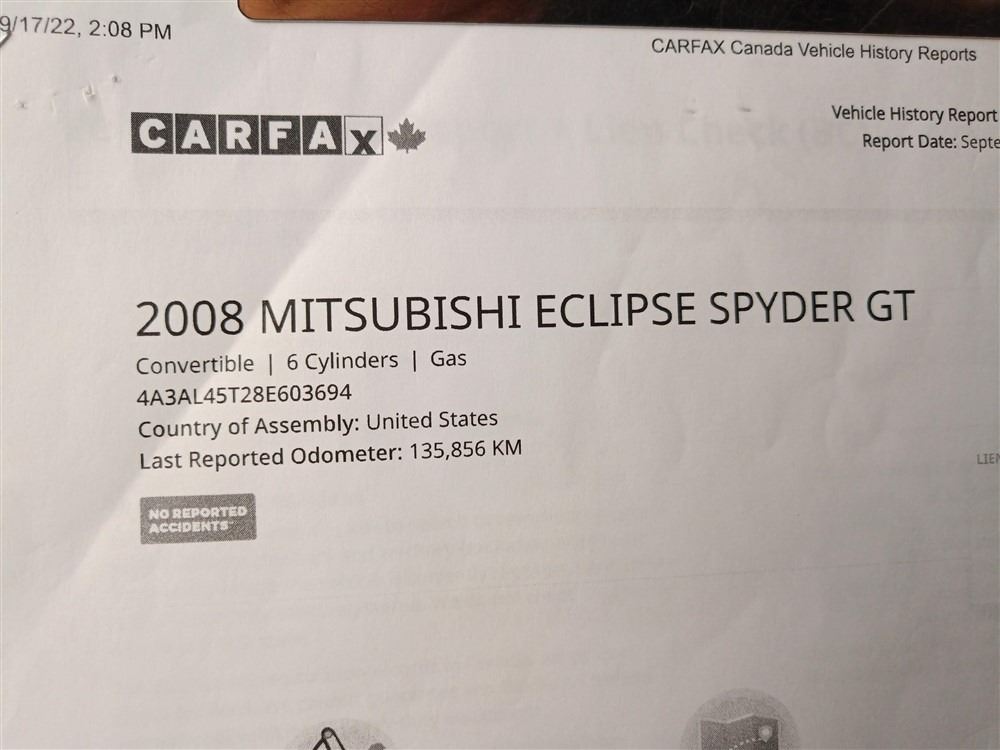 9/17/22, 2:08 PM
CARFAX Canada Vehicle History Reports
CARFAX
Vehicle History Report
Report Date: Septe
2008 MITSUBISHI ECLIPSE SPYDER GT
Convertible | 6 Cylinders | Gas
4A3AL45T28E603694
Country of Assembly: United States
Last Reported Odometer: 135,856 KM
LIEN
NO REPORTED
ACCIDENTS